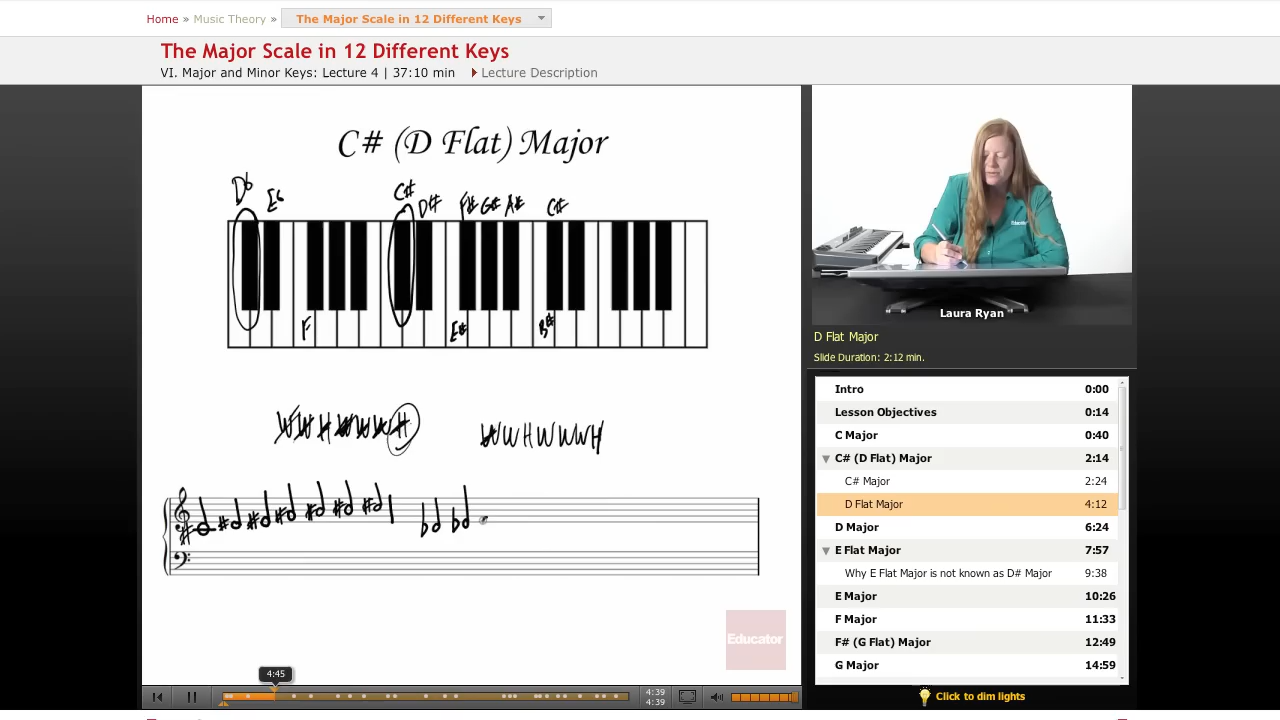 Home » Music Theory » The Major Scale in 12 Different Keys
The Major Scale in 12 Different Keys
VI. Major and Minor Keys: Lecture 4 | 37:10 min Lecture Description
C# (D Flat) Major
Db Eb C# D# F# G# A# C#
F E# B#
W W H W W W H W W H W W W H
Educator
Laura Ryan
D Flat Major
Slide Duration: 2:12 min.
Intro 0:00
Lesson Objectives 0:14
C Major 0:40
C# (D Flat) Major 2:14
C# Major 2:24
D Flat Major 4:12
D Major 6:24
E Flat Major 7:57
Why E Flat Major is not known as D# Major 9:38
E Major 10:26
F Major 11:33
F# (G Flat) Major 12:49
G Major 14:59
4:45
4:39
4:39
Click to dim lights